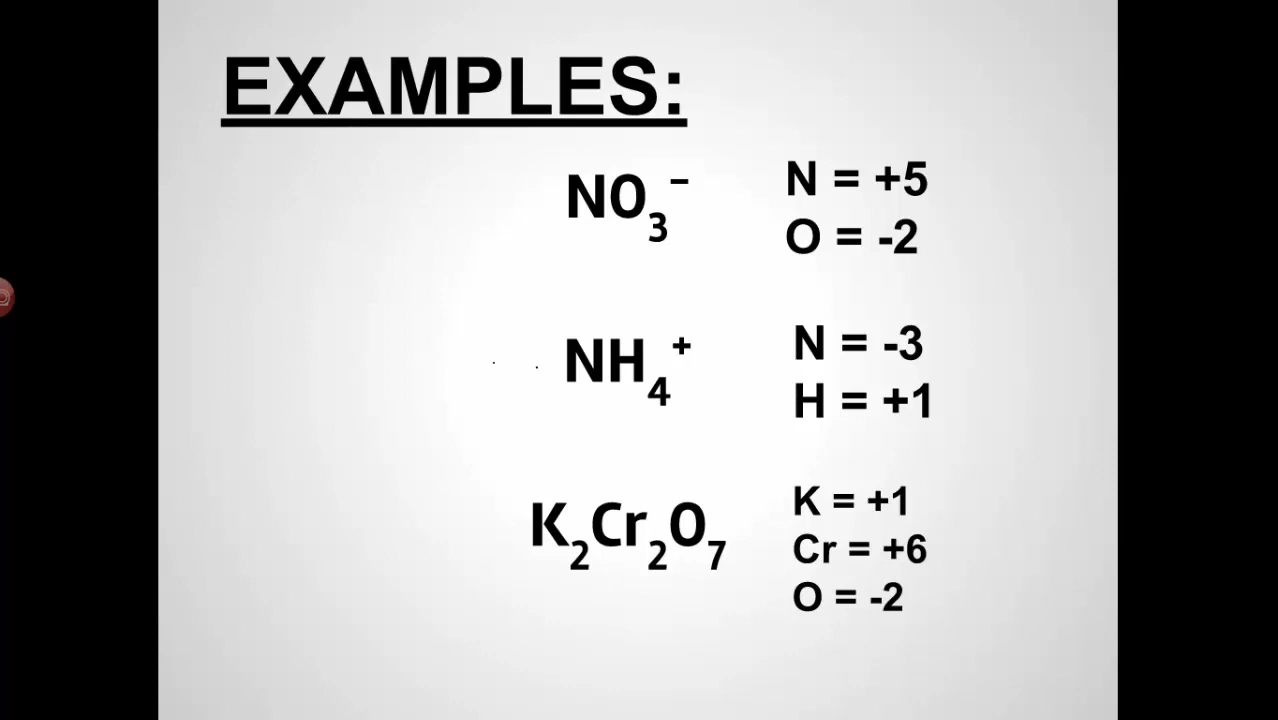 EXAMPLES:
NO₃⁻
N = +5
O = -2
NH₄⁺
N = -3
H = +1
K₂Cr₂O₇
K = +1
Cr = +6
O = -2